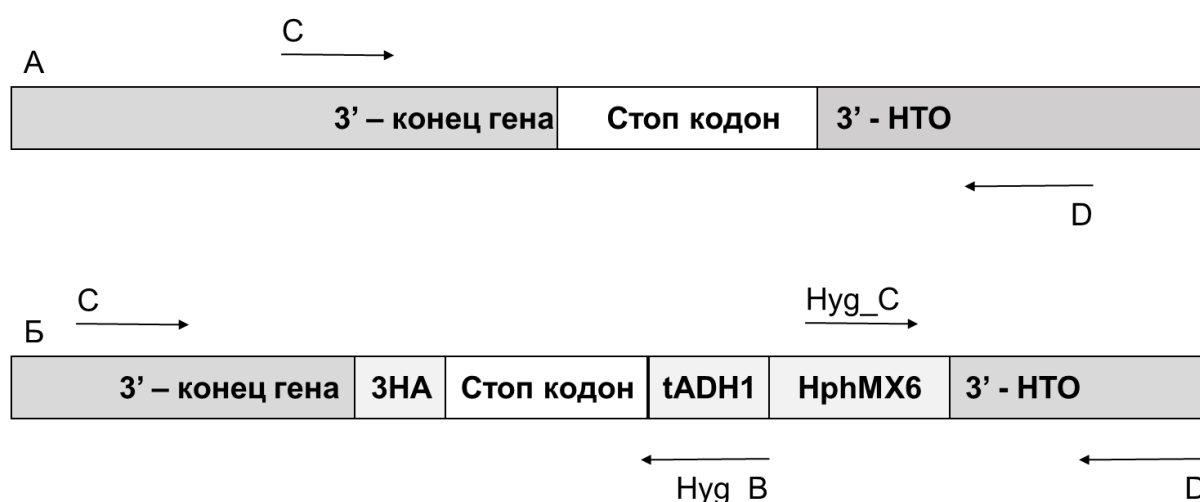 C
А
3’ – конец гена Стоп кодон 3’ - НТО
D
C Hyg_C
Б
3’ – конец гена 3HA Стоп кодон tADH1 HphMX6 3’ - НТО
Hyg_B D